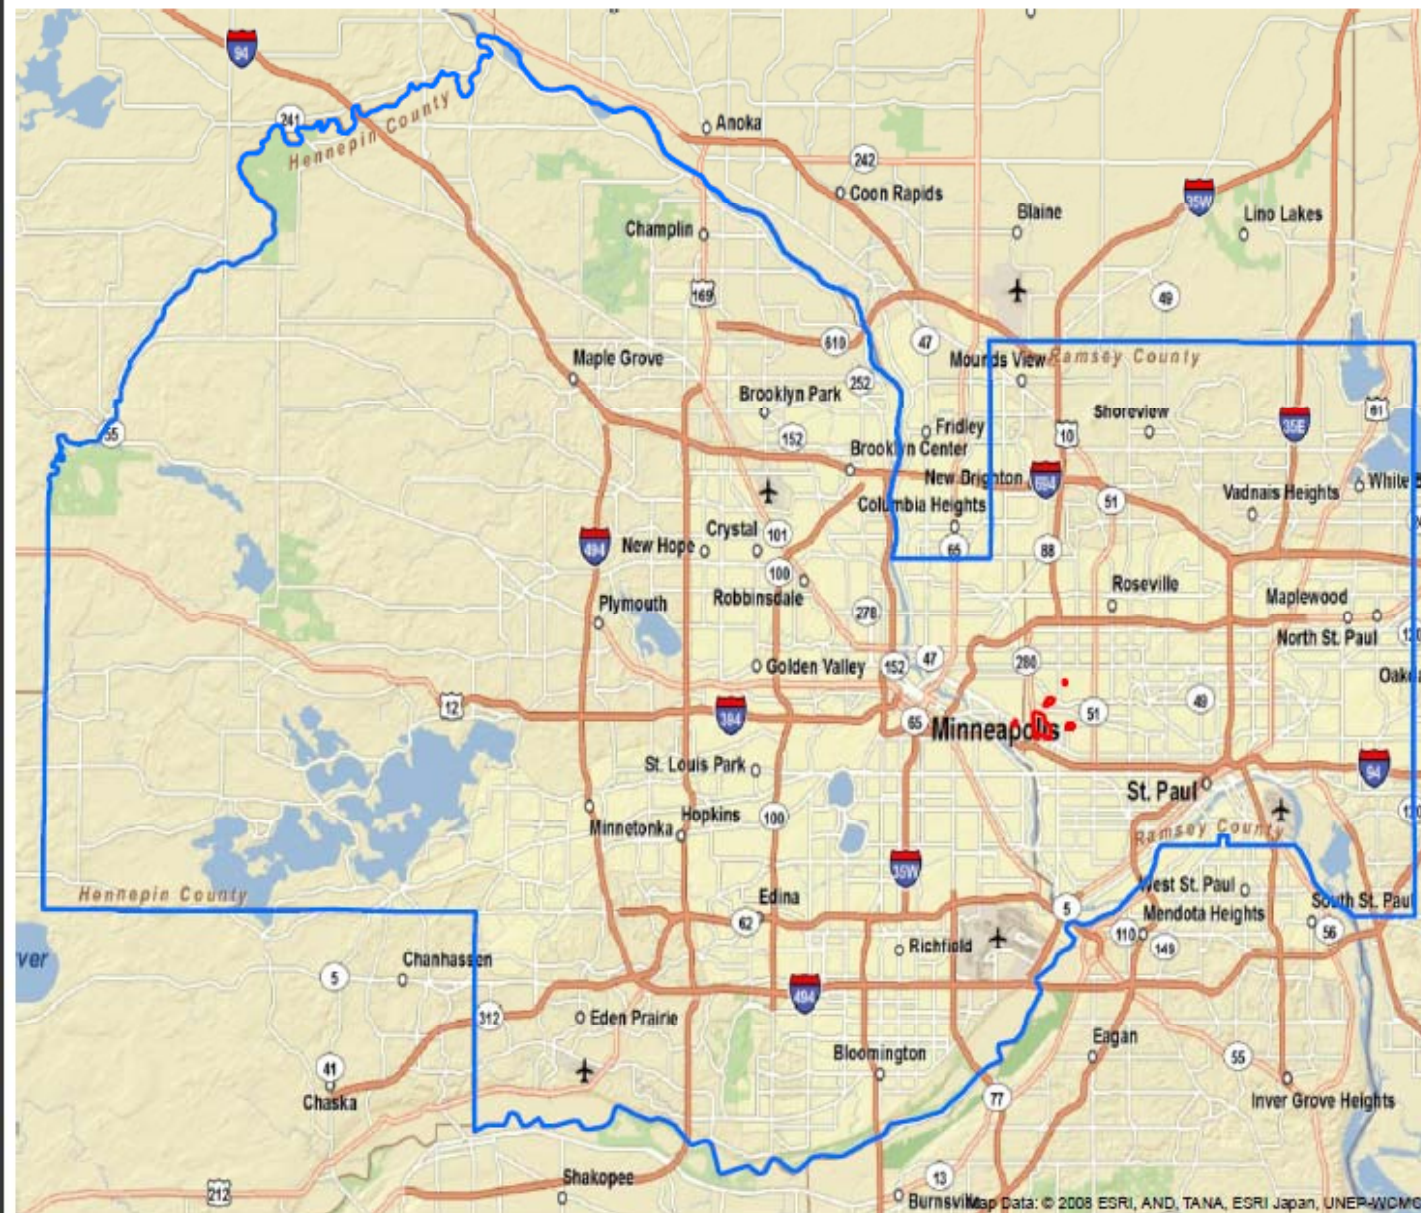 94
241
Hennepin County
Anoka
242
Coon Rapids
35W
Blaine
Lino Lakes
Champlin
169
49
610
47
Maple Grove
Mounds View
Ramsey County
252
Brooklyn Park
Shoreview
61
55
152
Fridley
10
35E
Brooklyn Center
New Brighton
694
White
Columbia Heights
51
Vadnais Heights
494
New Hope
Crystal
101
65
88
100
Robbinsdale
Roseville
Plymouth
278
Maplewood
North St. Paul
120
Golden Valley
152
47
280
12
394
65
Minneapolis
51
49
St. Louis Park
94
St. Paul
Minnetonka
Hopkins
100
Ramsey County
120
35W
Hennepin County
Edina
62
5
West St. Paul
Mendota Heights
South St. Paul
110
149
56
Richfield
ver
Chanhassen
5
494
312
Eden Prairie
Bloomington
Eagan
55
41
Chaska
77
Inver Grove Heights
Shakopee
212
13
Burnsville
Map Data: © 2008 ESRI, AND, TANA, ESRI Japan, UNEP-WCMC